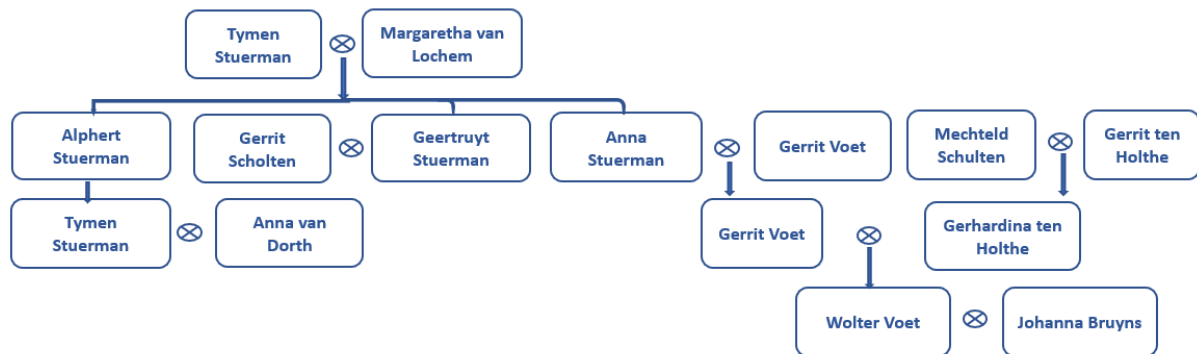 Tymen
Stuerman
Margaretha van
Lochem
Alphert
Stuerman
Gerrit
Scholten
Geertruyt
Stuerman
Anna
Stuerman
Gerrit Voet
Mechteld
Schulten
Gerrit ten
Holthe
Tymen
Stuerman
Anna van
Dorth
Gerrit Voet
Gerhardina ten
Holthe
Wolter Voet
Johanna Bruyns